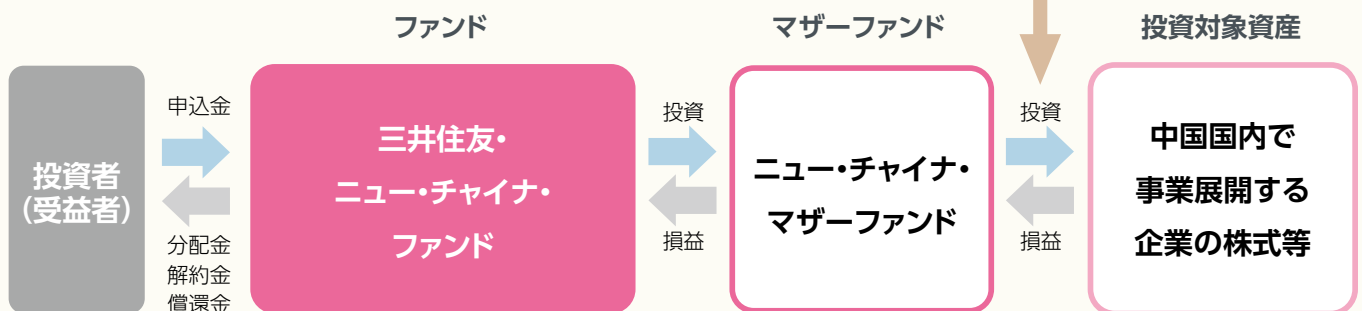 ファンド
マザーファンド
投資対象資産
投資者
(受益者)
申込金
分配金
解約金
償還金
三井住友・
ニュー・チャイナ・
ファンド
投資
損益
ニュー・チャイナ・
マザーファンド
投資
損益
中国国内で
事業展開する
企業の株式等